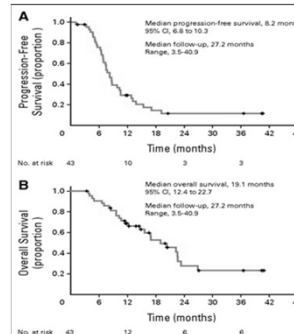 A
Median progression-free survival, 8.2 mo
95% CI, 6.8 to 10.3
Median follow-up, 27.2 months
Range, 3.5-40.9
Progression-Free
Survival (proportion)
1.0
0.8
0.6
0.4
0.2
0 6 12 18 24 30 36 42
Time (months)
No. at risk 43 10 3 3
B
Median overall survival, 19.1 months
95% CI, 12.4 to 22.7
Median follow-up, 27.2 months
Range, 3.5-40.9
Overall Survival
(proportion)
1.0
0.8
0.6
0.4
0.2
0 6 12 18 24 30 36 42
Time (months)
No. at risk 43 12 6 6